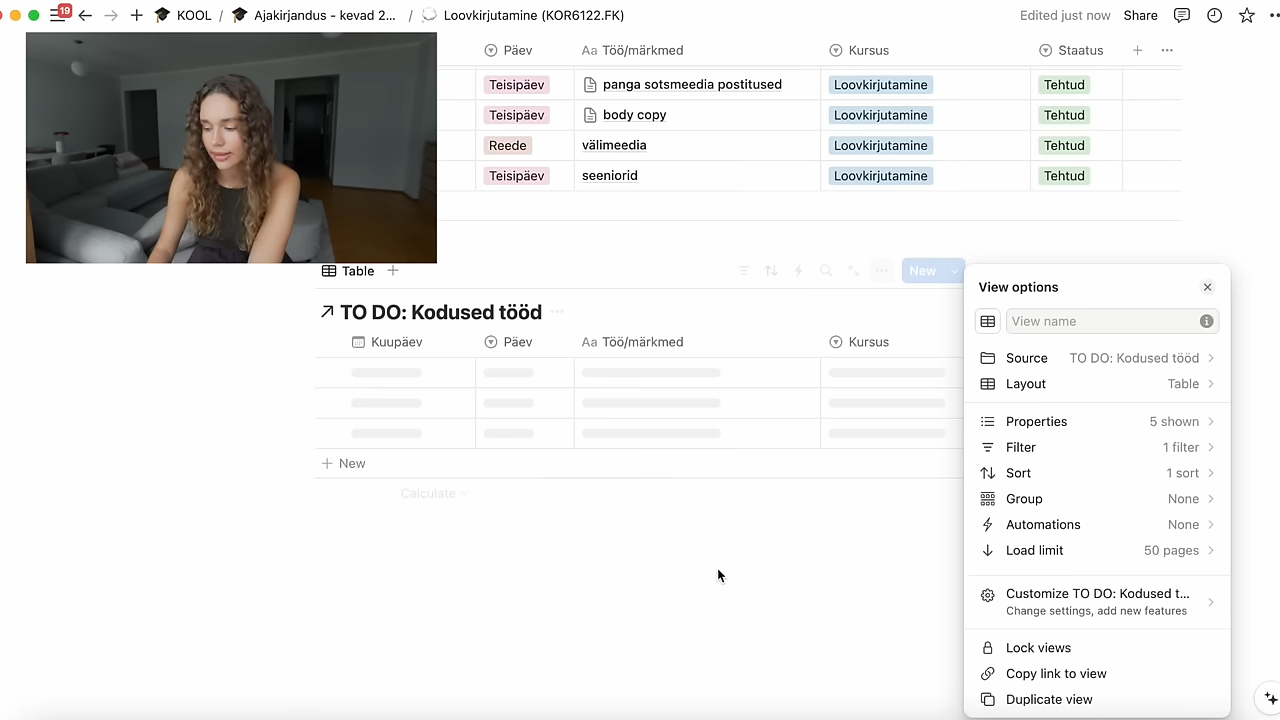 19 KOOL / Ajakirjandus - kevad 2... / Loovkirjutamine (KOR6122.FK) Edited just now Share
Päev Aa Töö/märkmed Kursus Staatus
Teisipäev panga sotsmeedia postitused Loovkirjutamine Tehtud
Teisipäev body copy Loovkirjutamine Tehtud
Reede välimeedia Loovkirjutamine Tehtud
Teisipäev seeniorid Loovkirjutamine Tehtud
Table New
TO DO: Kodused tööd
Kuupäev Päev Aa Töö/märkmed Kursus
New
Calculate
View options
View name
Source TO DO: Kodused tööd
Layout Table
Properties 5 shown
Filter 1 filter
Sort 1 sort
Group None
Automations None
Load limit 50 pages
Customize TO DO: Kodused t...
Change settings, add new features
Lock views
Copy link to view
Duplicate view